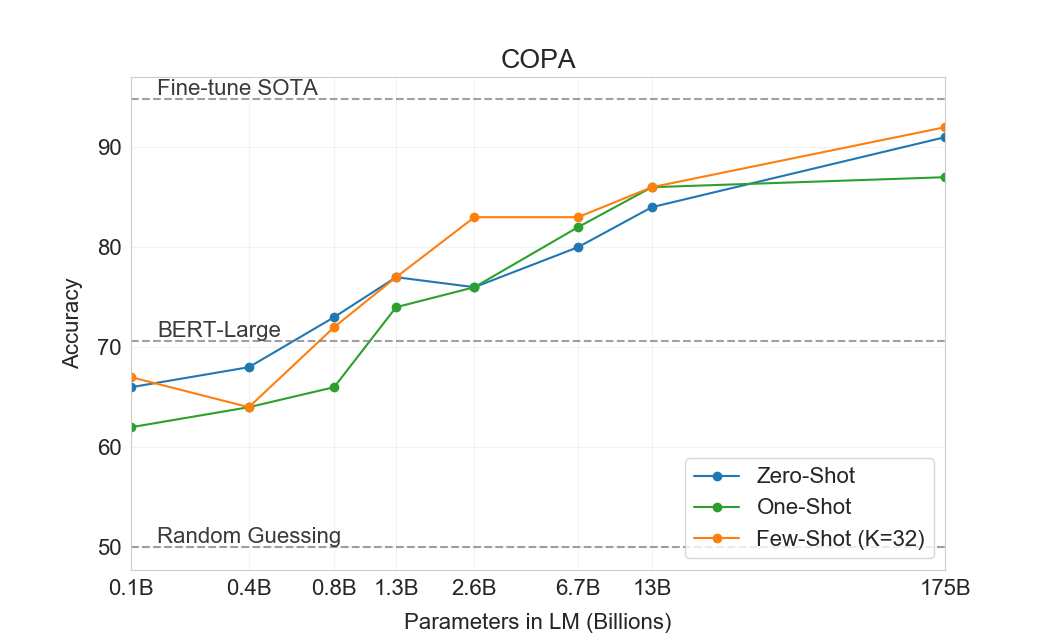 COPA
Fine-tune SOTA
90
80
Accuracy
BERT-Large
70
60
Zero-Shot
One-Shot
Few-Shot (K=32)
Random Guessing
50
0.1B 0.4B 0.8B 1.3B 2.6B 6.7B 13B 175B
Parameters in LM (Billions)